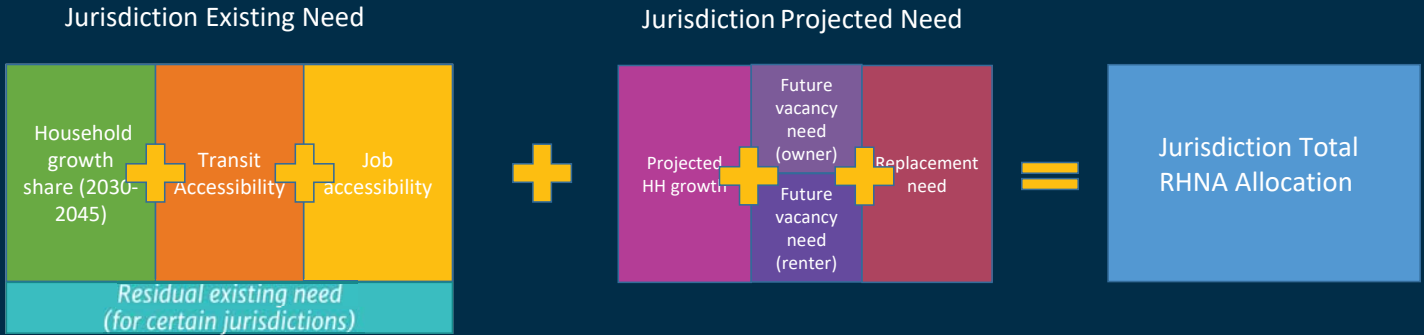 Jurisdiction Existing Need
Household
growth
share (2030-
2045)
Transit
Accessibility
Job
accessibility
Residual existing need
(for certain jurisdictions)
Jurisdiction Projected Need
Projected
HH growth
Future
vacancy
need
(owner)
Future
vacancy
need
(renter)
Replacement
need
Jurisdiction Total
RHNA Allocation